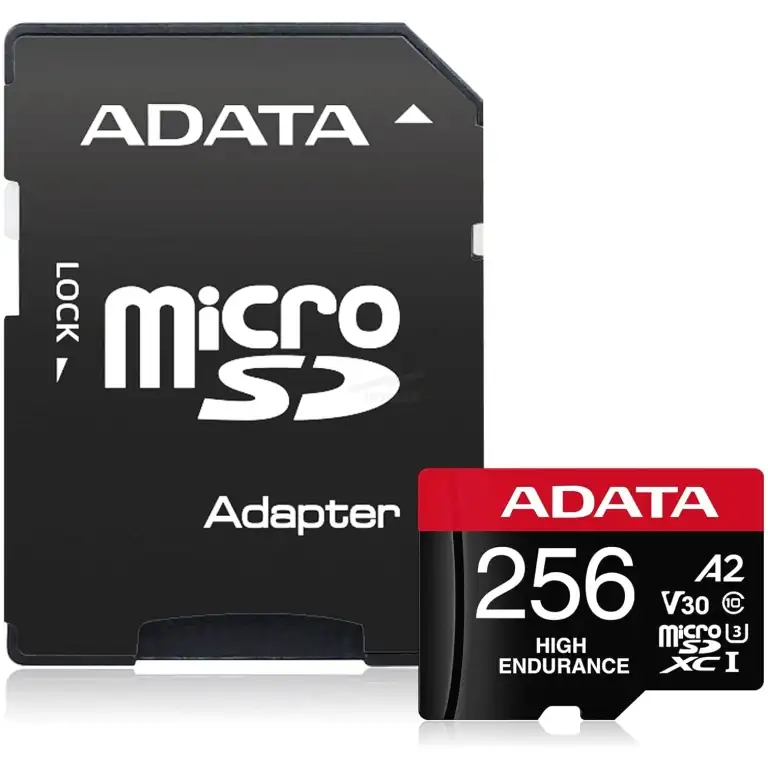 ADATA
LOCK
micro
SD
Adapter
ADATA
256
A2
V30 10
HIGH
ENDURANCE
micro 3
SD
XC I